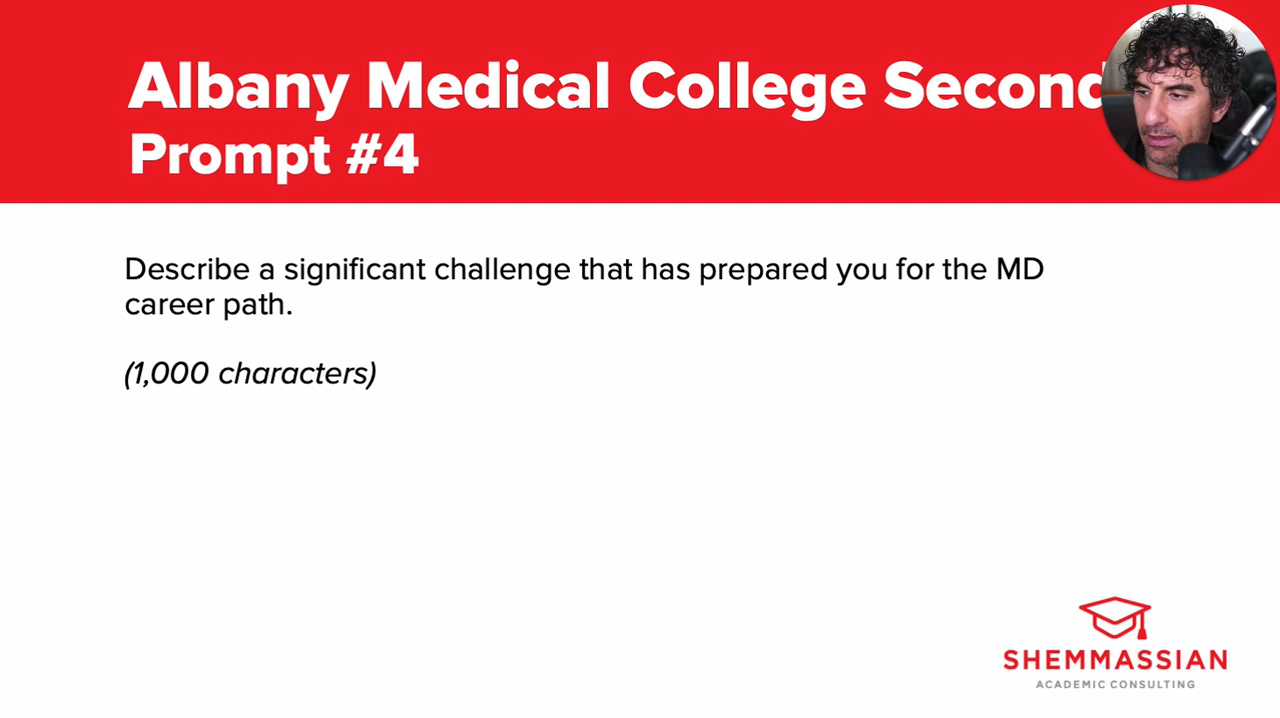 Albany Medical College Second
Prompt #4
Describe a significant challenge that has prepared you for the MD
career path.
(1,000 characters)
SHEMMASSIAN
ACADEMIC CONSULTING